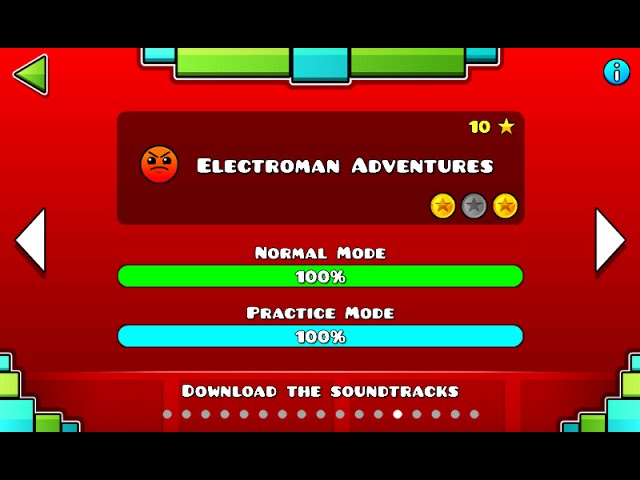 10
Electroman Adventures
Normal Mode
100%
Practice Mode
100%
Download the soundtracks